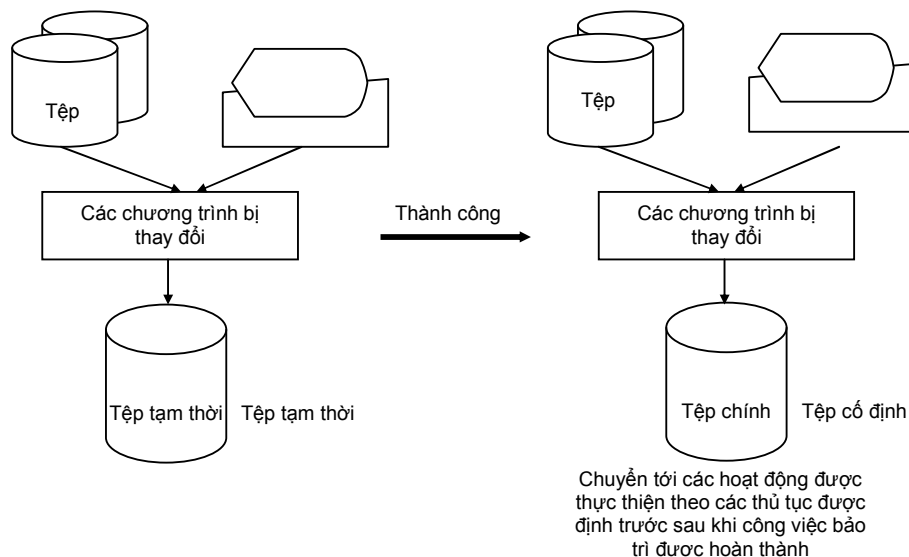 Tệp
Các chương trình bị
thay đổi
Tệp tạm thời
Tệp tạm thời
Thành công
Tệp
Các chương trình bị
thay đổi
Tệp chính
Tệp cố định
Chuyển tới các hoạt động được
thực thiện theo các thủ tục được
định trước sau khi công việc bảo
trì được hoàn thành